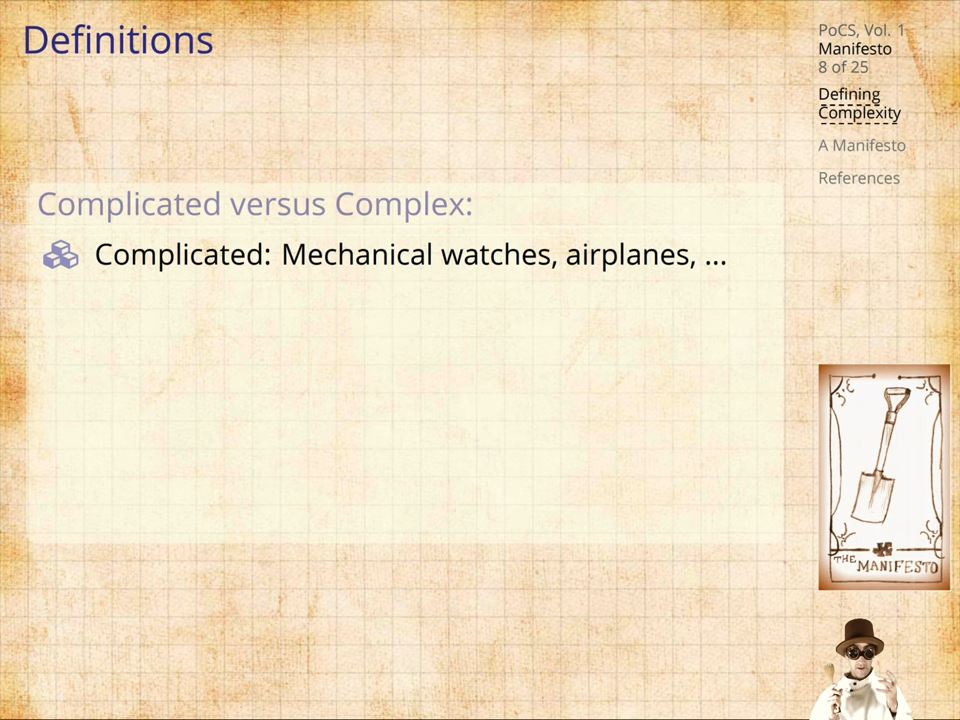 Definitions
PoCS, Vol. 1
Manifesto
8 of 25
Defining
Complexity
A Manifesto
References
Complicated versus Complex:
Complicated: Mechanical watches, airplanes, ...
THE MANIFESTO